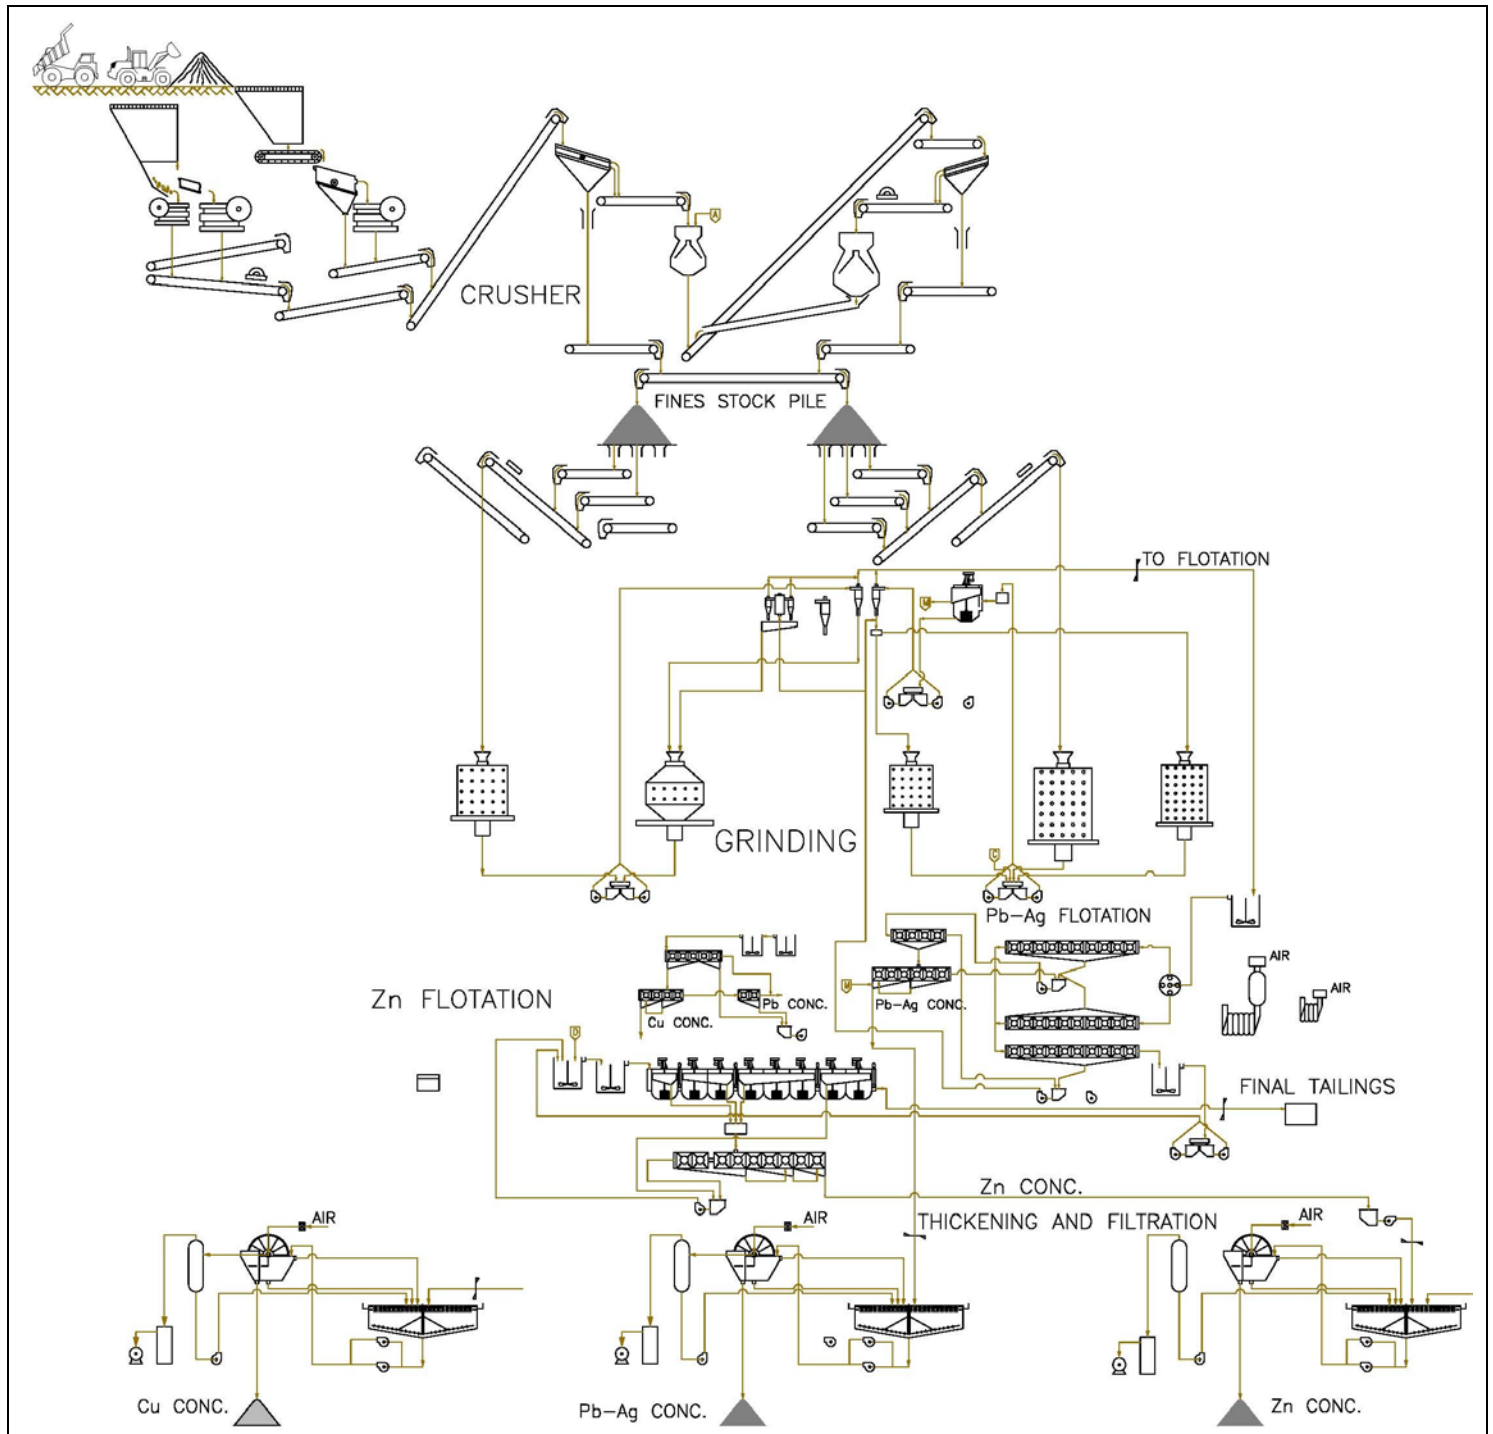 A
CRUSHER
FINES STOCK PILE
TO FLOTATION
M
GRINDING
C
Pb-Ag FLOTATION
AIR
AIR
Zn FLOTATION
Pb CONC.
Cu CONC.
M
Pb-Ag CONC.
D
FINAL TAILINGS
Zn CONC.
THICKENING AND FILTRATION
AIR
AIR
AIR
Cu CONC.
Pb-Ag CONC.
Zn CONC.